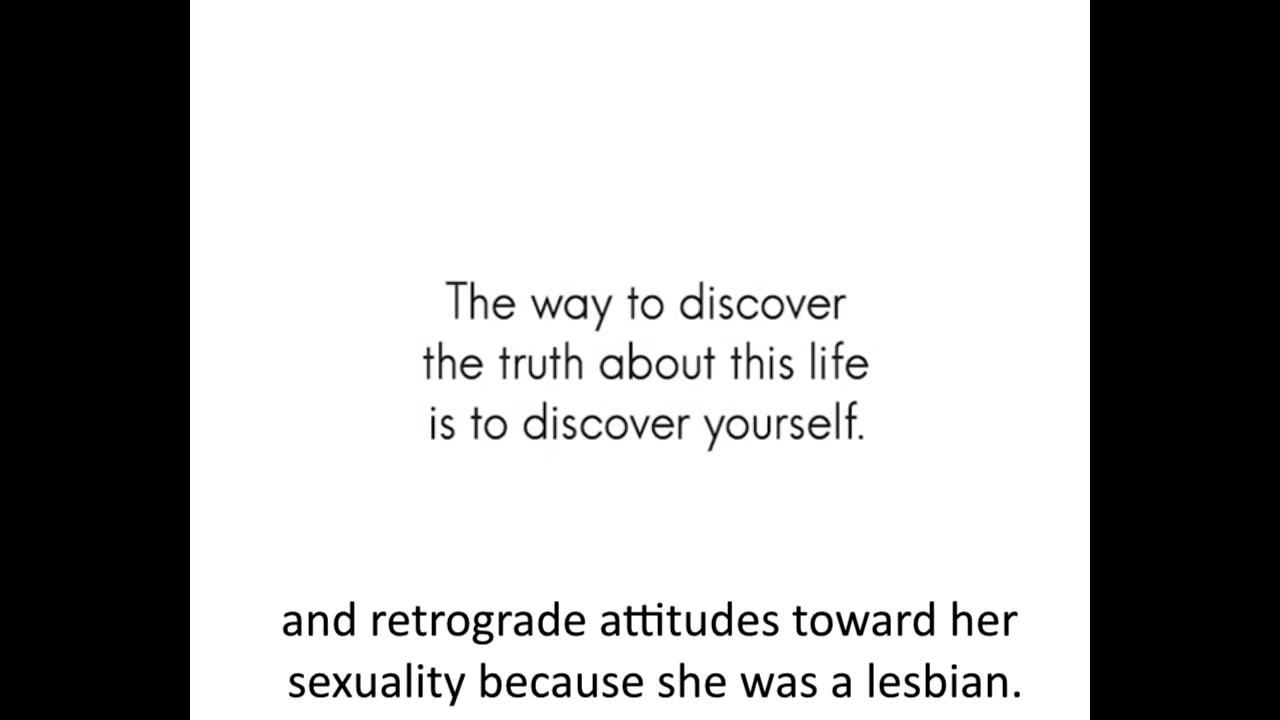 The way to discover
the truth about this life
is to discover yourself.
and retrograde attitudes toward her
sexuality because she was a lesbian.